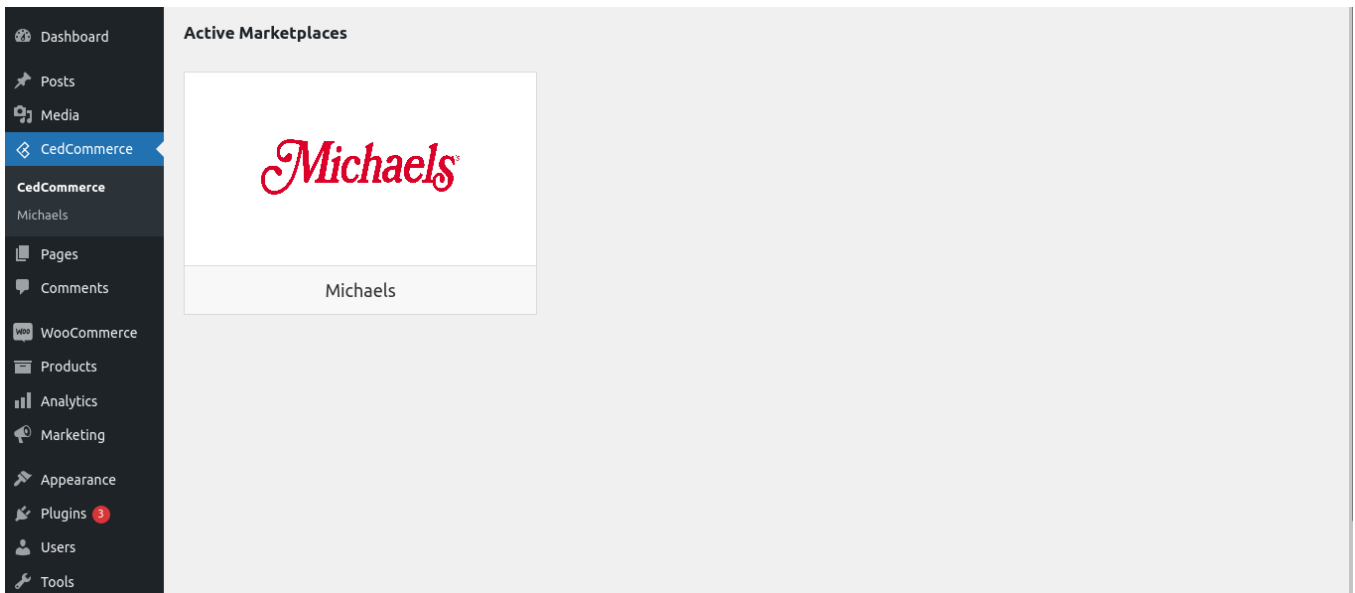 Dashboard
Posts
Media
CedCommerce
CedCommerce
Michaels
Pages
Comments
Woo WooCommerce
Products
Analytics
Marketing
Appearance
Plugins 3
Users
Tools
Active Marketplaces
Michaels
Michaels